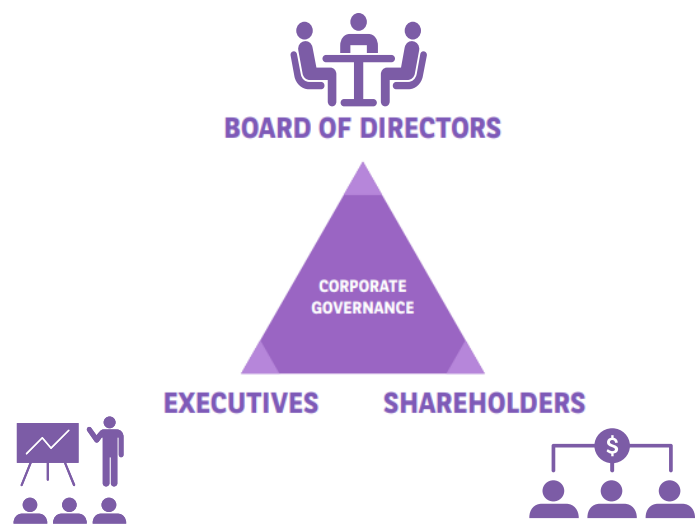 BOARD OF DIRECTORS
CORPORATE
GOVERNANCE
EXECUTIVES
SHAREHOLDERS
$